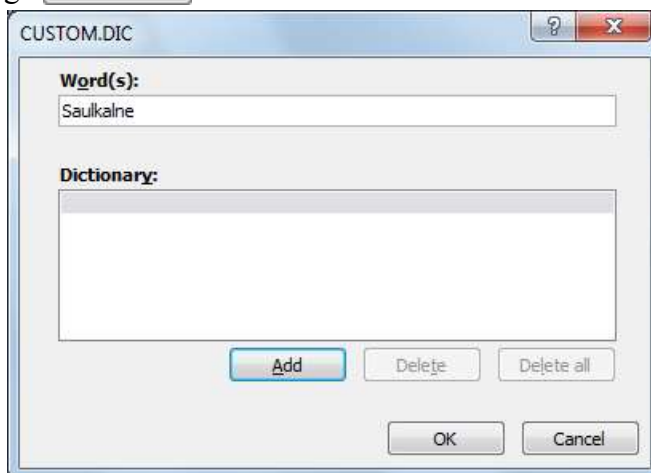 CUSTOM.DIC
Word(s):
Saulkalne
Dictionary:
Add Delete Delete all
OK Cancel